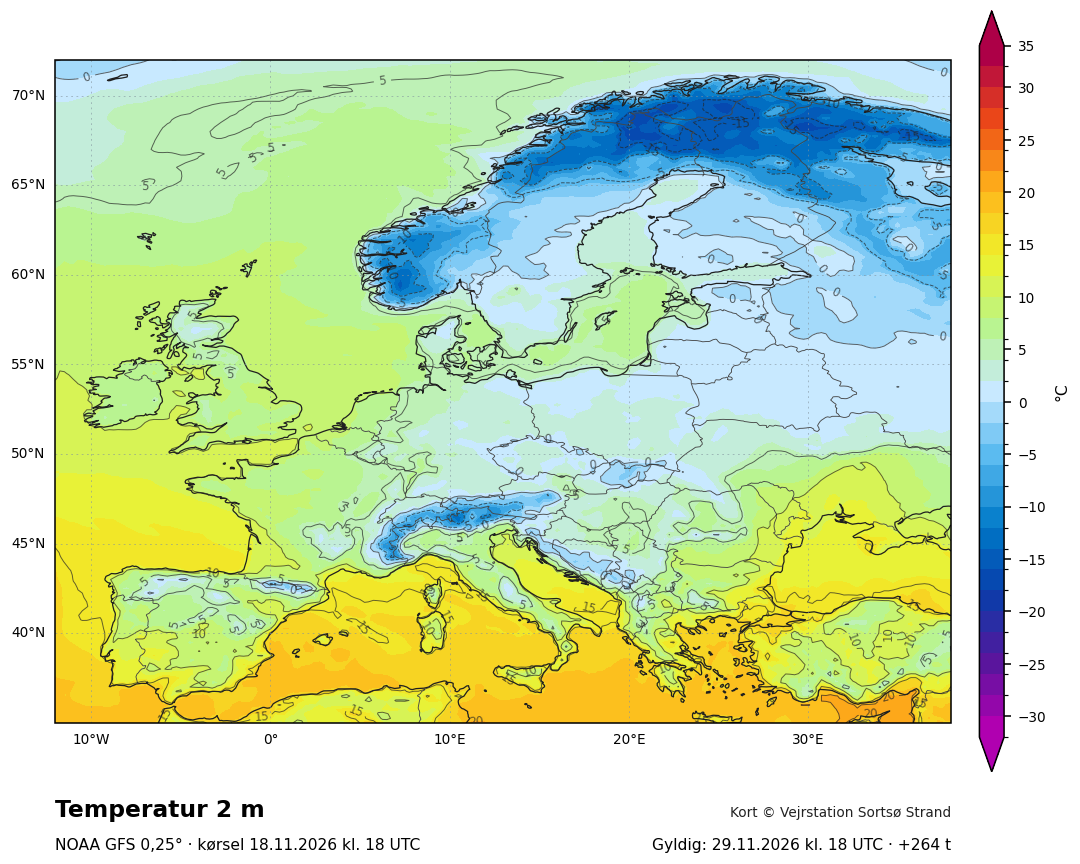 35
30
25
20
15
10
5
0
−5
−10
−15
−20
−25
−30
°C
70°N
65°N
60°N
55°N
50°N
45°N
40°N
10°W 0° 10°E 20°E 30°E
Temperatur 2 m
Kort © Vejrstation Sortsø Strand
NOAA GFS 0,25° · kørsel 18.11.2026 kl. 18 UTC
Gyldig: 29.11.2026 kl. 18 UTC · +264 t